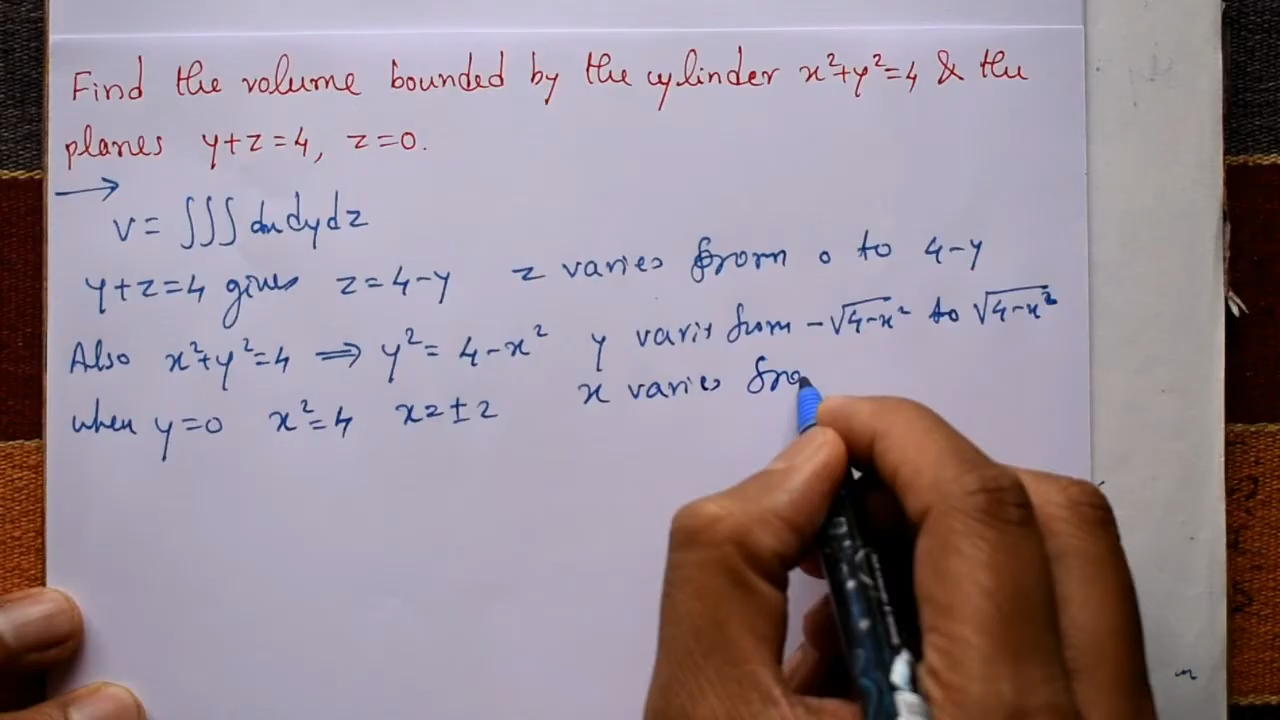 Find the volume bounded by the cylinder x²+y²=4 & the
planes y+z=4, z=0.
v= ∫∫∫ dxdydz
y+z=4 gives z=4-y z varies from 0 to 4-y
Also x²+y²=4 ⟹ y²= 4-x² y varis from -√4-x² to √4-x²
when y=0 x²=4 x=±2 x varies fro